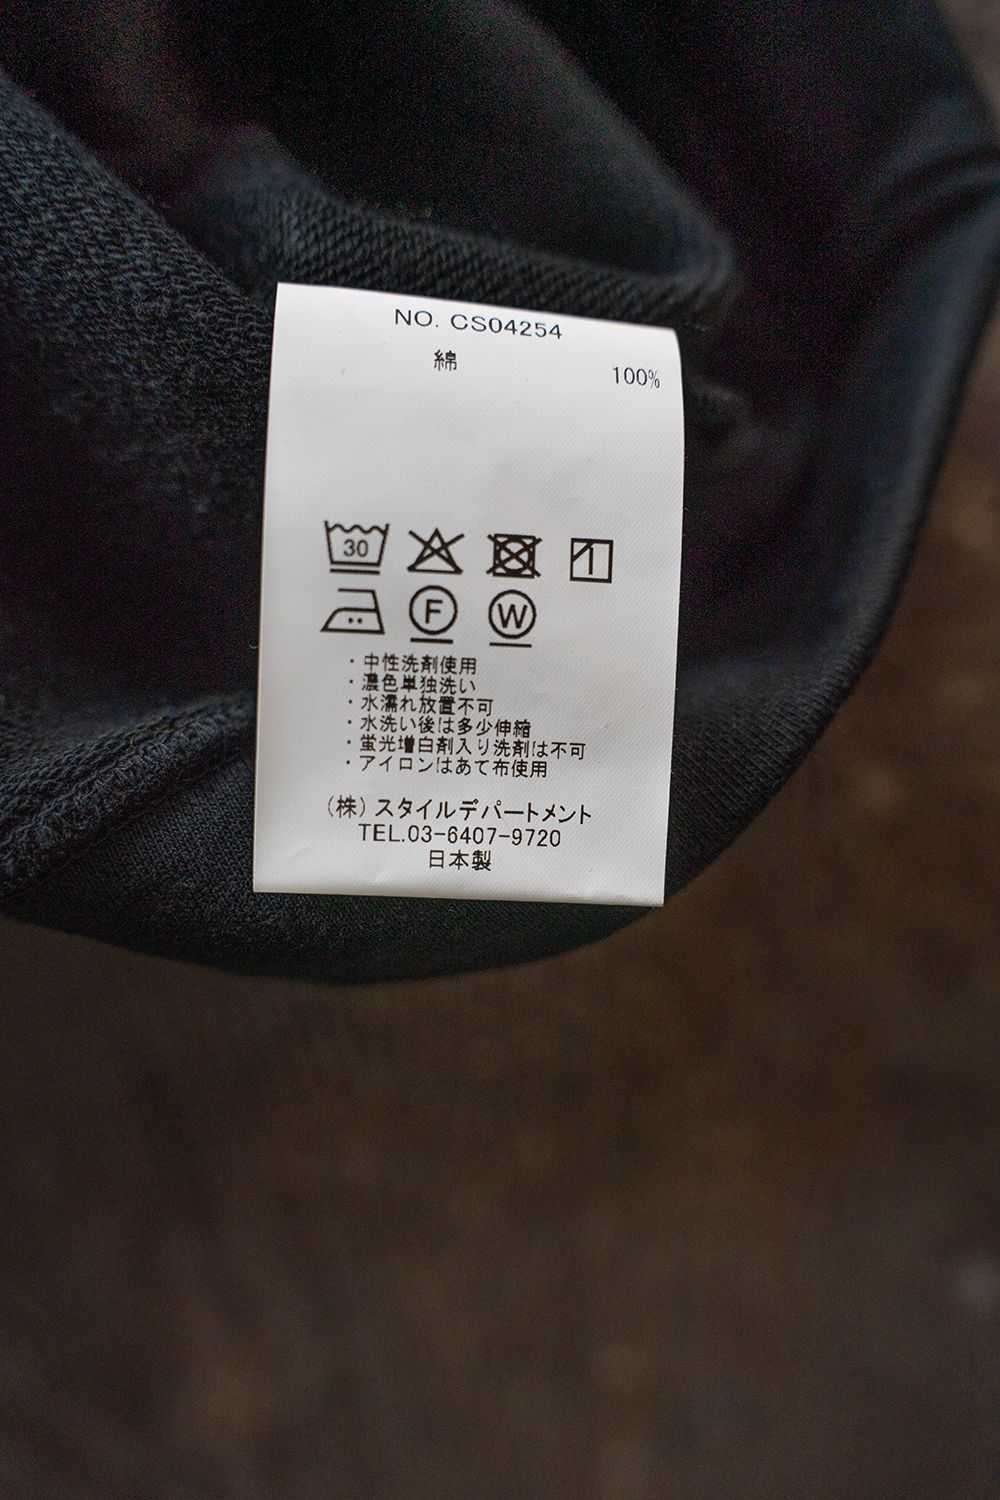 NO. CS04254
綿 100%
30
F W
・中性洗剤使用
・濃色単独洗い
・水濡れ放置不可
・水洗い後は多少伸縮
・蛍光増白剤入り洗剤は不可
・アイロンはあて布使用
(株)スタイルデパートメント
TEL.03-6407-9720
日本製